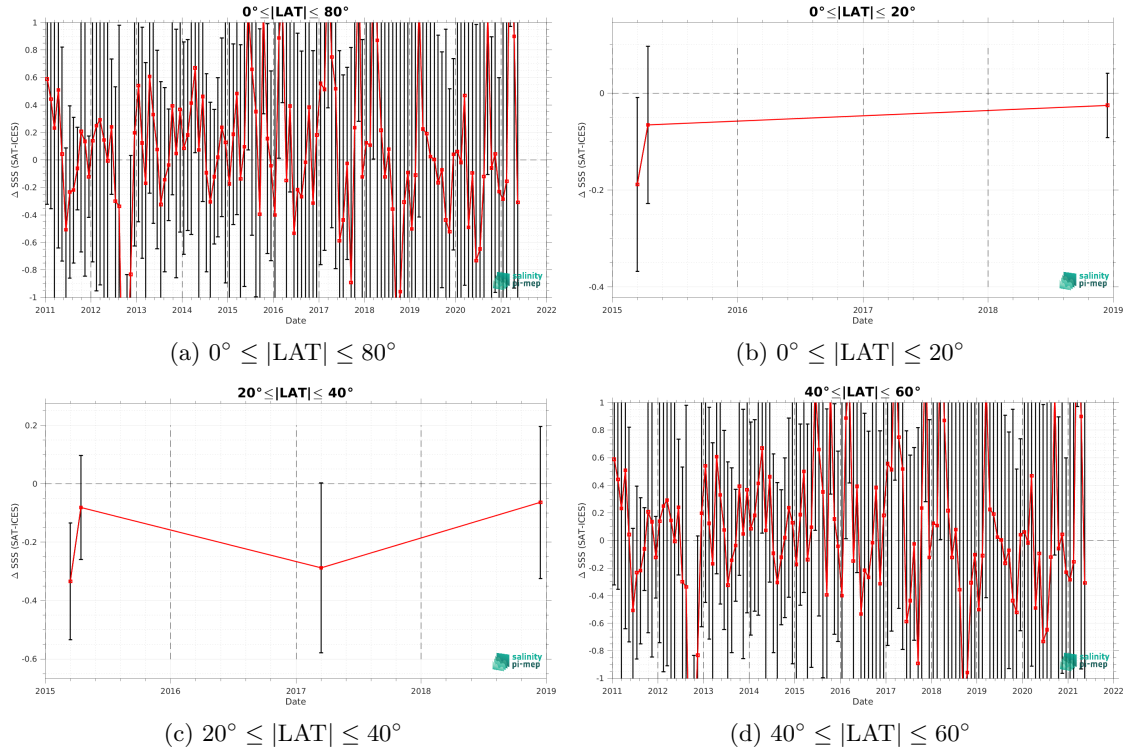 0°≤|LAT|≤ 80°
Δ SSS (SAT-ICES)
1
0.8
0.6
0.4
0.2
0
-0.2
-0.4
-0.6
-0.8
-1
2011 2012 2013 2014 2015 2016 2017 2018 2019 2020 2021 2022
Date
salinity
pi-mep
(a) 0° ≤ |LAT| ≤ 80°
0°≤|LAT|≤ 20°
Δ SSS (SAT-ICES)
0
-0.2
-0.4
2015 2016 2017 2018 2019
Date
salinity
pi-mep
(b) 0° ≤ |LAT| ≤ 20°
20°≤|LAT|≤ 40°
Δ SSS (SAT-ICES)
0.2
0
-0.2
-0.4
-0.6
2015 2016 2017 2018 2019
Date
salinity
pi-mep
(c) 20° ≤ |LAT| ≤ 40°
40°≤|LAT|≤ 60°
Δ SSS (SAT-ICES)
1
0.8
0.6
0.4
0.2
0
-0.2
-0.4
-0.6
-0.8
-1
2011 2012 2013 2014 2015 2016 2017 2018 2019 2020 2021 2022
Date
salinity
pi-mep
(d) 40° ≤ |LAT| ≤ 60°